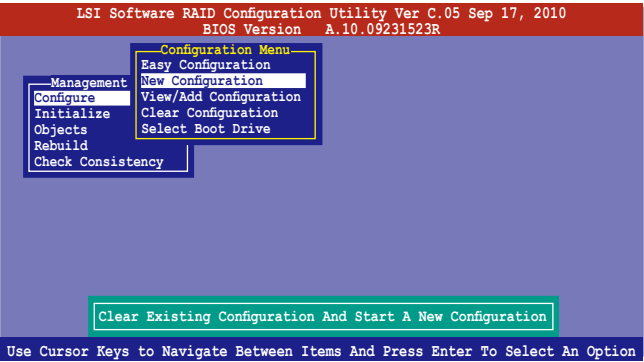 LSI Software RAID Configuration Utility Ver C.05 Sep 17, 2010
BIOS Version A.10.09231523R
Configuration Menu
Easy Configuration
New Configuration
View/Add Configuration
Clear Configuration
Select Boot Drive
Management
Configure
Initialize
Objects
Rebuild
Check Consistency
Clear Existing Configuration And Start A New Configuration
Use Cursor Keys to Navigate Between Items And Press Enter To Select An Option